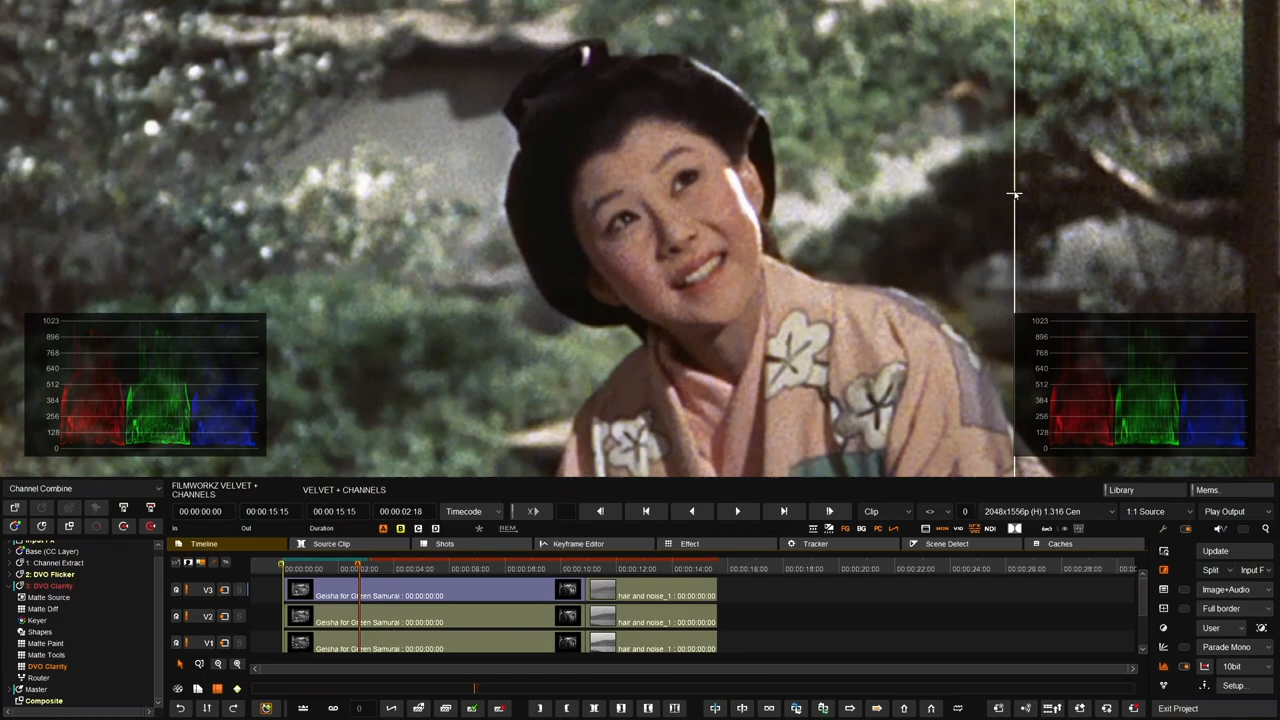 1023
896
768
640
512
384
256
128
0
1023
896
768
640
512
384
256
128
0
Channel Combine
FILMWORKZ VELVET +
CHANNELS
VELVET + CHANNELS
Library
Mems..
00:00:00:00
00:00:15:15
00:00:15:15
00:00:02:18
Timecode
Clip
<>
0
2048x1556p (H) 1.316 Cen
1:1 Source
Play Output
In
Out
Duration
A B C D
REM
FG BG PC
MON VID
NDI
Timeline
Source Clip
Shots
Keyframe Editor
Effect
Tracker
Scene Detect
Caches
Base (CC Layer)
1: Channel Extract
2: DVO Flicker
3: DVO Clarity
Matte Source
Matte Diff
Keyer
Shapes
Matte Paint
Matte Tools
DVO Clarity
Router
Master
Composite
00:00:00:00
00:00:02:00
00:00:04:00
00:00:06:00
00:00:08:00
00:00:10:00
00:00:12:00
00:00:14:00
00:00:16:00
00:00:18:00
00:00:20:00
00:00:22:00
00:00:24:00
00:00:26:00
00:00:28:00
V3
Geisha for Green Samurai : 00:00:00:00
hair and noise_1 : 00:00:00:00
V2
Geisha for Green Samurai : 00:00:00:00
hair and noise_1 : 00:00:00:00
V1
Geisha for Green Samurai : 00:00:00:00
hair and noise_1 : 00:00:00:00
Update
Split
Input F
Image+Audio
Full border
User
Parade Mono
10bit
Setup...
0
Exit Project